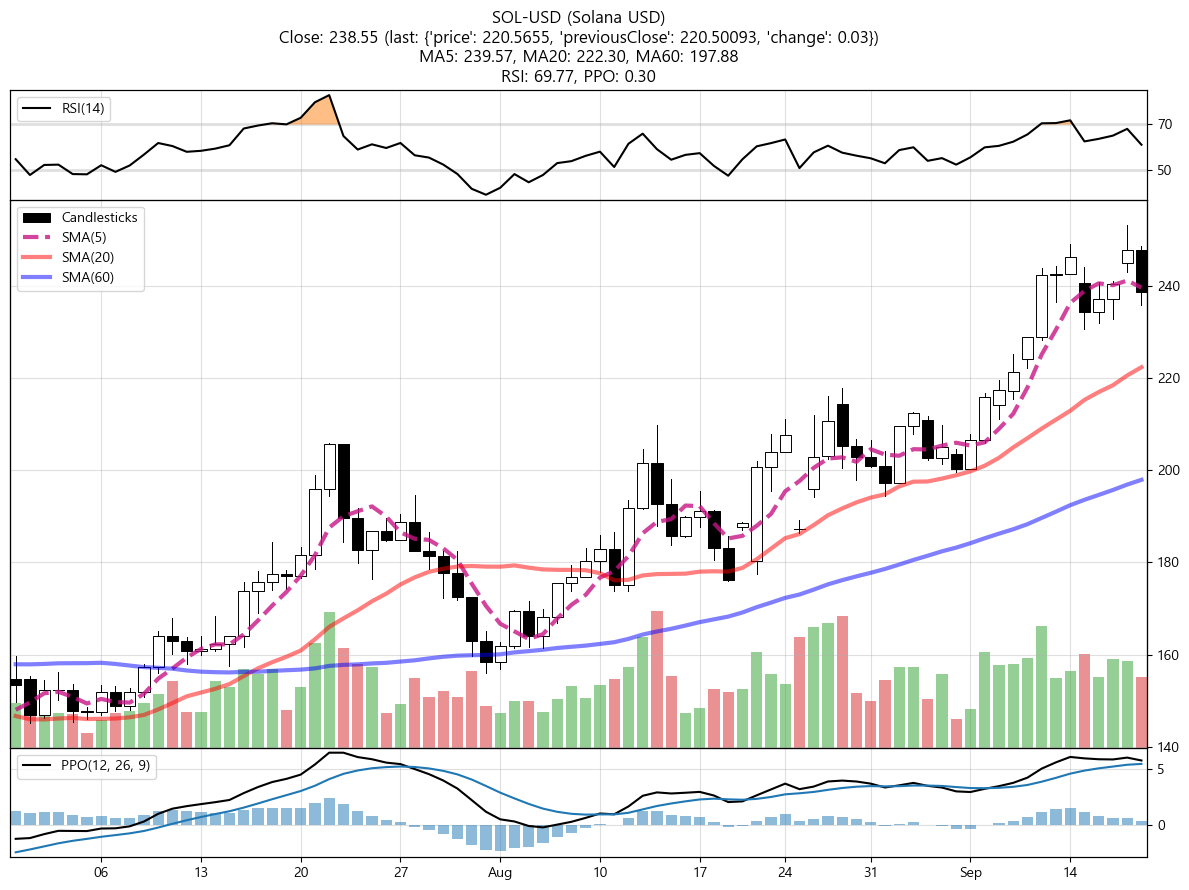 SOL-USD (Solana USD)
Close: 238.55 (last: {'price': 220.5655, 'previousClose': 220.50093, 'change': 0.03})
MA5: 239.57, MA20: 222.30, MA60: 197.88
RSI: 69.77, PPO: 0.30
RSI(14)
70
50
Candlesticks
SMA(5)
SMA(20)
SMA(60)
240
220
200
180
160
140
PPO(12, 26, 9)
5
0
06 13 20 27 Aug 10 17 24 31 Sep 14